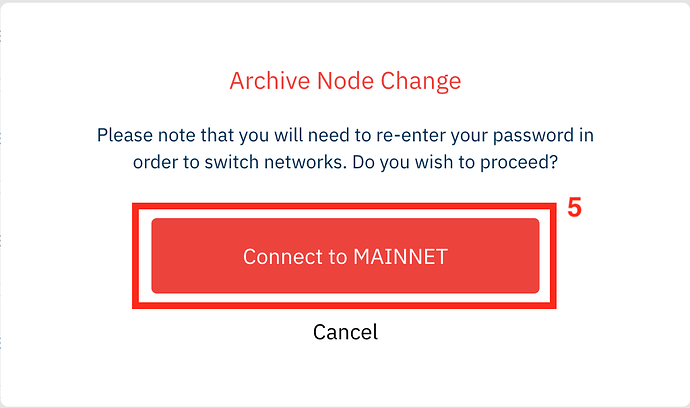 Archive Node Change
Please note that you will need to re-enter your password in
order to switch networks. Do you wish to proceed?
5
Connect to MAINNET
Cancel